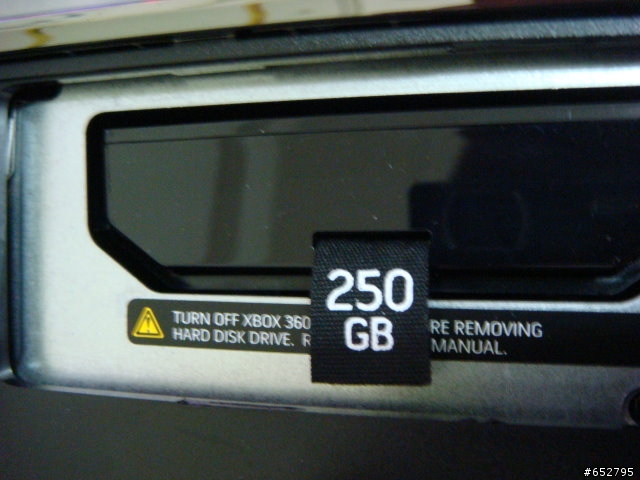 250
GB
TURN OFF XBOX 360 RE REMOVING
HARD DISK DRIVE. MANUAL.
#652795